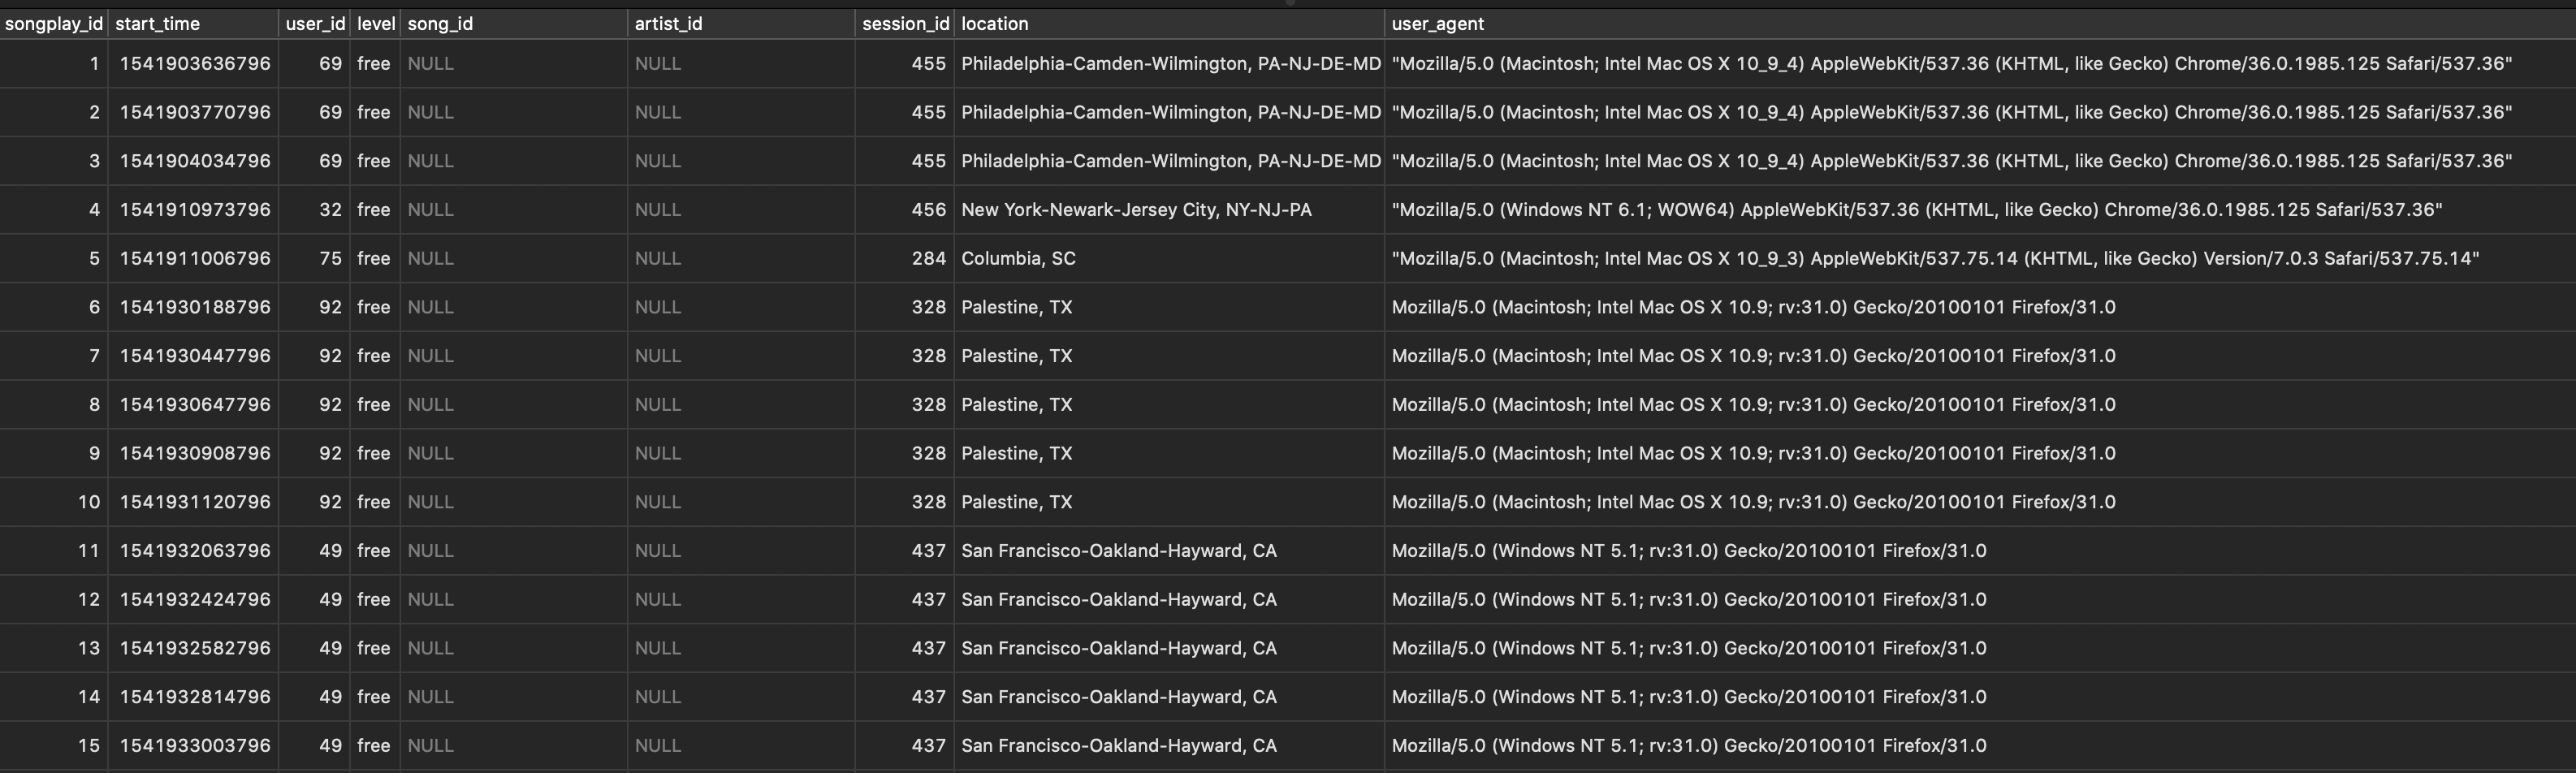 songplay_id start_time user_id level song_id artist_id session_id location user_agent
1 1541903636796 69 free NULL NULL 455 Philadelphia-Camden-Wilmington, PA-NJ-DE-MD "Mozilla/5.0 (Macintosh; Intel Mac OS X 10_9_4) AppleWebKit/537.36 (KHTML, like Gecko) Chrome/36.0.1985.125 Safari/537.36"
2 1541903770796 69 free NULL NULL 455 Philadelphia-Camden-Wilmington, PA-NJ-DE-MD "Mozilla/5.0 (Macintosh; Intel Mac OS X 10_9_4) AppleWebKit/537.36 (KHTML, like Gecko) Chrome/36.0.1985.125 Safari/537.36"
3 1541904034796 69 free NULL NULL 455 Philadelphia-Camden-Wilmington, PA-NJ-DE-MD "Mozilla/5.0 (Macintosh; Intel Mac OS X 10_9_4) AppleWebKit/537.36 (KHTML, like Gecko) Chrome/36.0.1985.125 Safari/537.36"
4 1541910973796 32 free NULL NULL 456 New York-Newark-Jersey City, NY-NJ-PA "Mozilla/5.0 (Windows NT 6.1; WOW64) AppleWebKit/537.36 (KHTML, like Gecko) Chrome/36.0.1985.125 Safari/537.36"
5 1541911006796 75 free NULL NULL 284 Columbia, SC "Mozilla/5.0 (Macintosh; Intel Mac OS X 10_9_3) AppleWebKit/537.75.14 (KHTML, like Gecko) Version/7.0.3 Safari/537.75.14"
6 1541930188796 92 free NULL NULL 328 Palestine, TX Mozilla/5.0 (Macintosh; Intel Mac OS X 10.9; rv:31.0) Gecko/20100101 Firefox/31.0
7 1541930447796 92 free NULL NULL 328 Palestine, TX Mozilla/5.0 (Macintosh; Intel Mac OS X 10.9; rv:31.0) Gecko/20100101 Firefox/31.0
8 1541930647796 92 free NULL NULL 328 Palestine, TX Mozilla/5.0 (Macintosh; Intel Mac OS X 10.9; rv:31.0) Gecko/20100101 Firefox/31.0
9 1541930908796 92 free NULL NULL 328 Palestine, TX Mozilla/5.0 (Macintosh; Intel Mac OS X 10.9; rv:31.0) Gecko/20100101 Firefox/31.0
10 1541931120796 92 free NULL NULL 328 Palestine, TX Mozilla/5.0 (Macintosh; Intel Mac OS X 10.9; rv:31.0) Gecko/20100101 Firefox/31.0
11 1541932063796 49 free NULL NULL 437 San Francisco-Oakland-Hayward, CA Mozilla/5.0 (Windows NT 5.1; rv:31.0) Gecko/20100101 Firefox/31.0
12 1541932424796 49 free NULL NULL 437 San Francisco-Oakland-Hayward, CA Mozilla/5.0 (Windows NT 5.1; rv:31.0) Gecko/20100101 Firefox/31.0
13 1541932582796 49 free NULL NULL 437 San Francisco-Oakland-Hayward, CA Mozilla/5.0 (Windows NT 5.1; rv:31.0) Gecko/20100101 Firefox/31.0
14 1541932814796 49 free NULL NULL 437 San Francisco-Oakland-Hayward, CA Mozilla/5.0 (Windows NT 5.1; rv:31.0) Gecko/20100101 Firefox/31.0
15 1541933003796 49 free NULL NULL 437 San Francisco-Oakland-Hayward, CA Mozilla/5.0 (Windows NT 5.1; rv:31.0) Gecko/20100101 Firefox/31.0